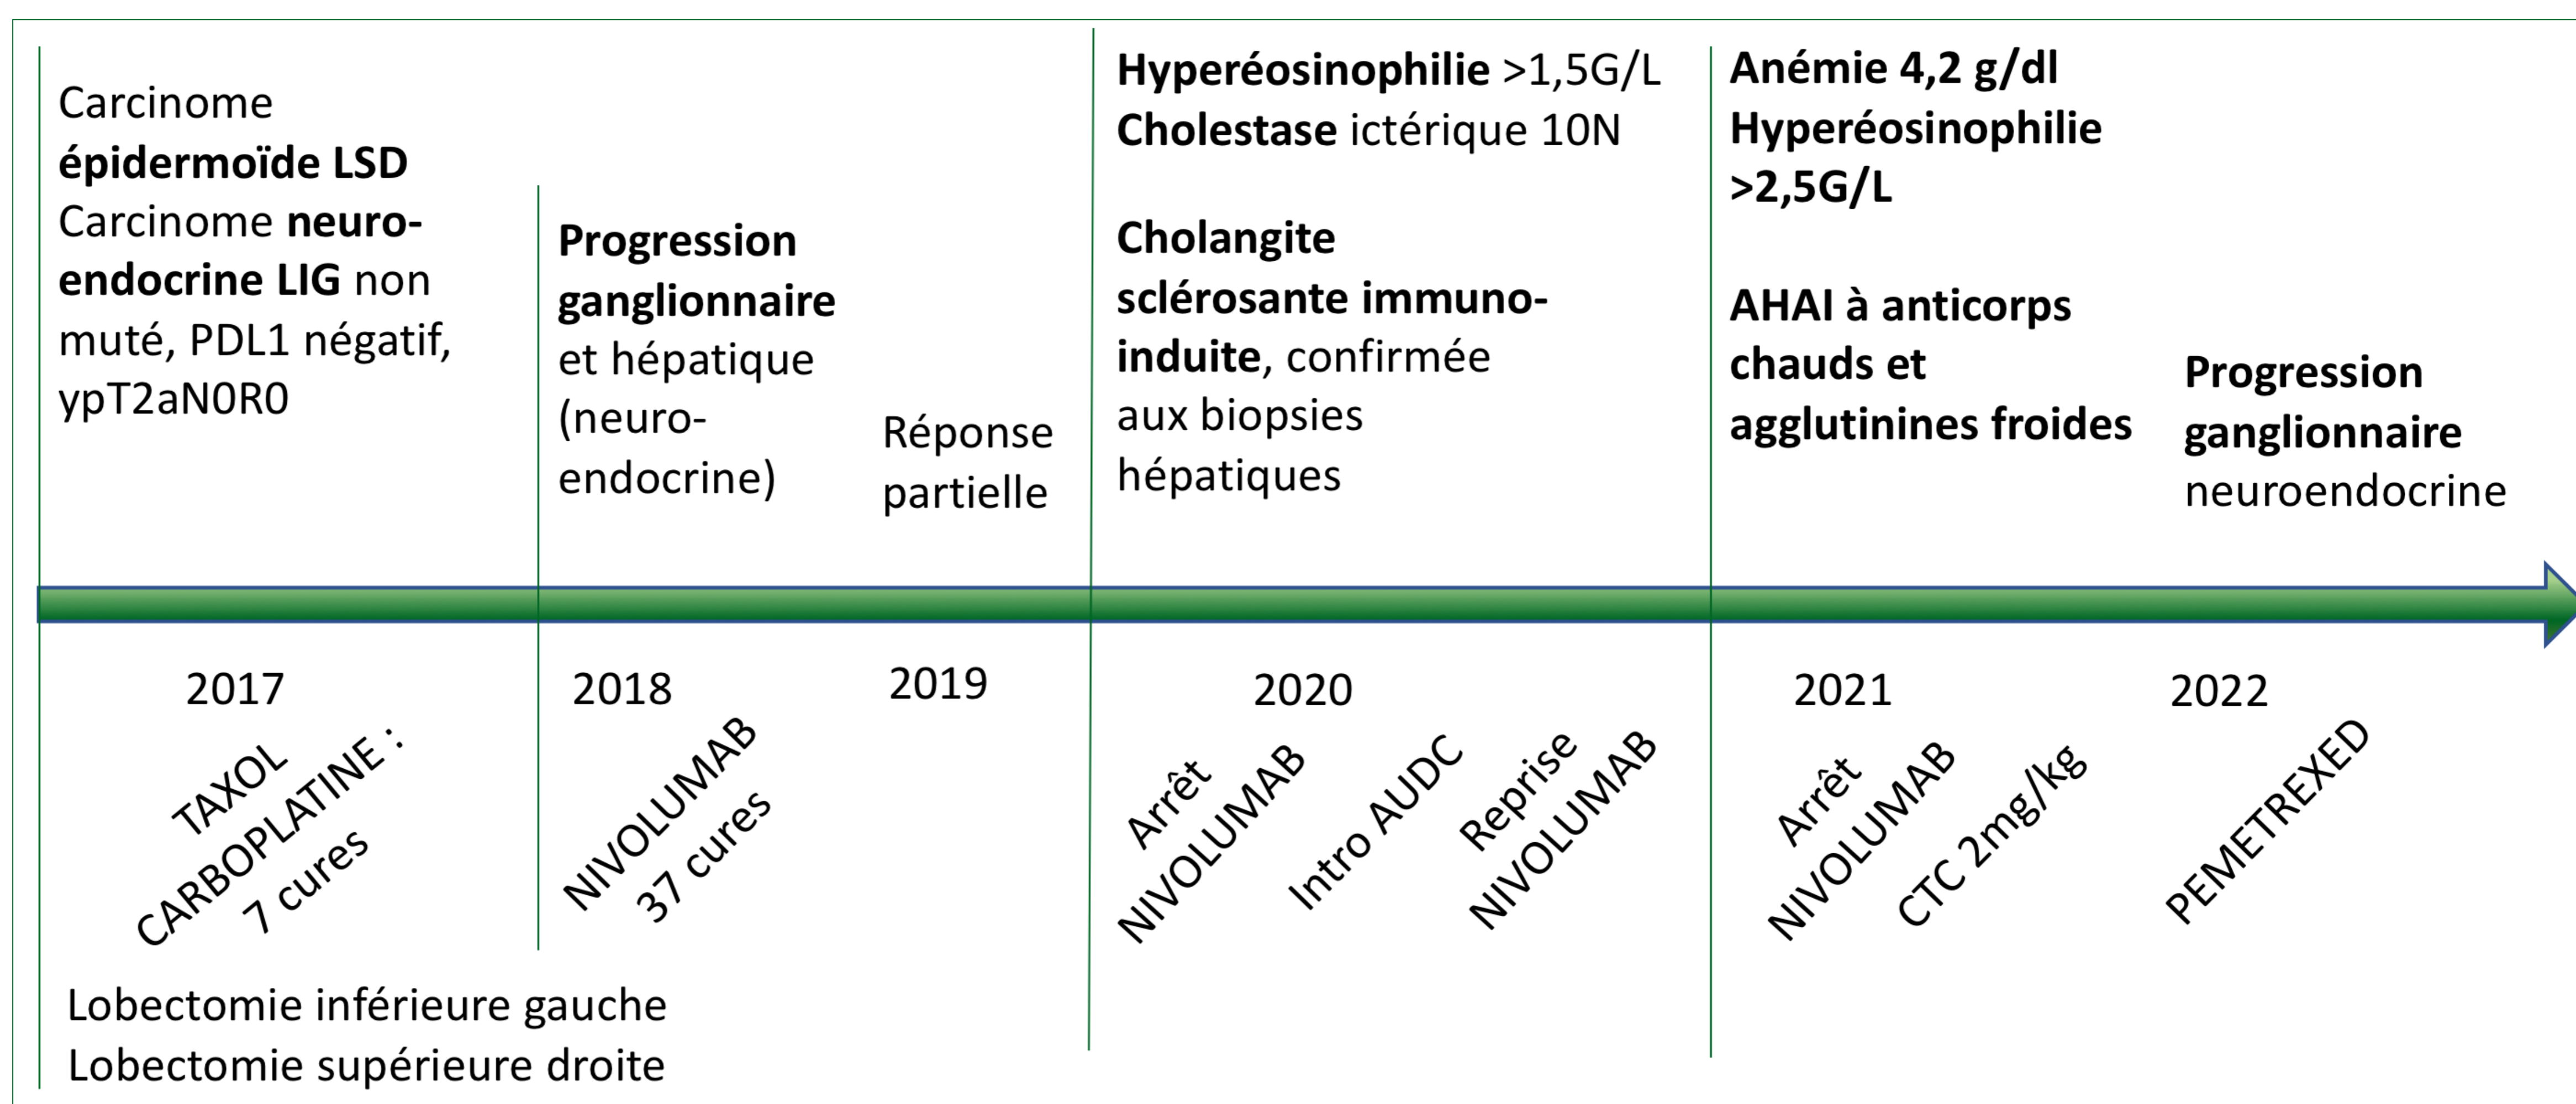 Carcinome
épidermoïde LSD
Carcinome neuro-
endocrine LIG non
muté, PDL1 négatif,
ypT2aN0R0
Progression
ganglionnaire
et hépatique
(neuro-
endocrine)
Réponse
partielle
Hyperéosinophilie >1,5G/L
Cholestase ictérique 10N
Cholangite
sclérosante immuno-
induite, confirmée
aux biopsies
hépatiques
Anémie 4,2 g/dl
Hyperéosinophilie
>2,5G/L
AHAI à anticorps
chauds et
agglutinines froides
Progression
ganglionnaire
neuroendocrine
2017
2018
2019
2020
2021
2022
TAXOL
CARBOPLATINE :
7 cures
NIVOLUMAB
37 cures
Arrêt
NIVOLUMAB
Intro AUDC
Reprise
NIVOLUMAB
Arrêt
NIVOLUMAB
CTC 2mg/kg
PEMETREXED
Lobectomie inférieure gauche
Lobectomie supérieure droite